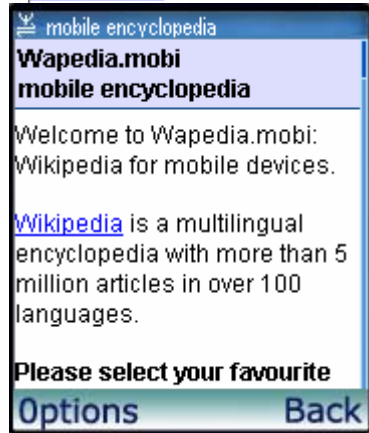 mobile encyclopedia
Wapedia.mobi
mobile encyclopedia
Welcome to Wapedia.mobi:
Wikipedia for mobile devices.
Wikipedia is a multilingual
encyclopedia with more than 5
million articles in over 100
languages.
Please select your favourite
Options Back